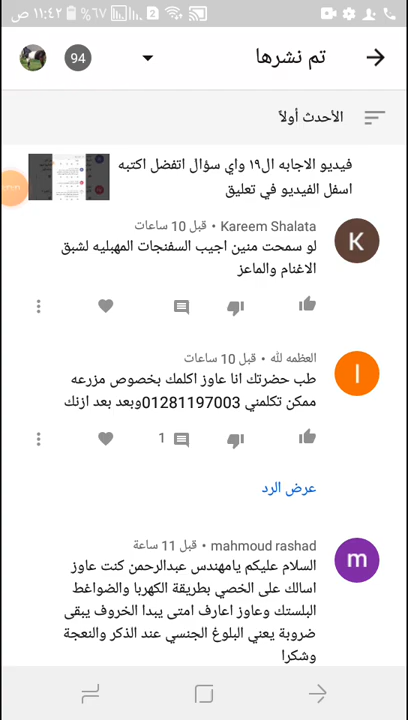 ١١:٤٢ ص %٦٧ 2
تم نشرها 94
الأحدث أولاً
فيديو الاجابه ال١٩ واي سؤال اتفضل اكتبه
اسفل الفيديو في تعليق
Kareem Shalata • قبل 10 ساعات
لو سمحت منين اجيب السفنجات المهبليه لشبق
الاغنام والماعز
العظمه لله • قبل 10 ساعات
طب حضرتك انا عاوز اكلمك بخصوص مزرعه
ممكن تكلمني 01281197003وبعد بعد ازنك
1
عرض الرد
mahmoud rashad • قبل 11 ساعة
السلام عليكم يامهندس عبدالرحمن كنت عاوز
اسالك على الخصي بطريقة الكهربا والضواغط
البلستك وعاوز اعارف امتى يبدا الخروف يبقى
ضروبة يعني البلوغ الجنسي عند الذكر والنعجة
وشكرا